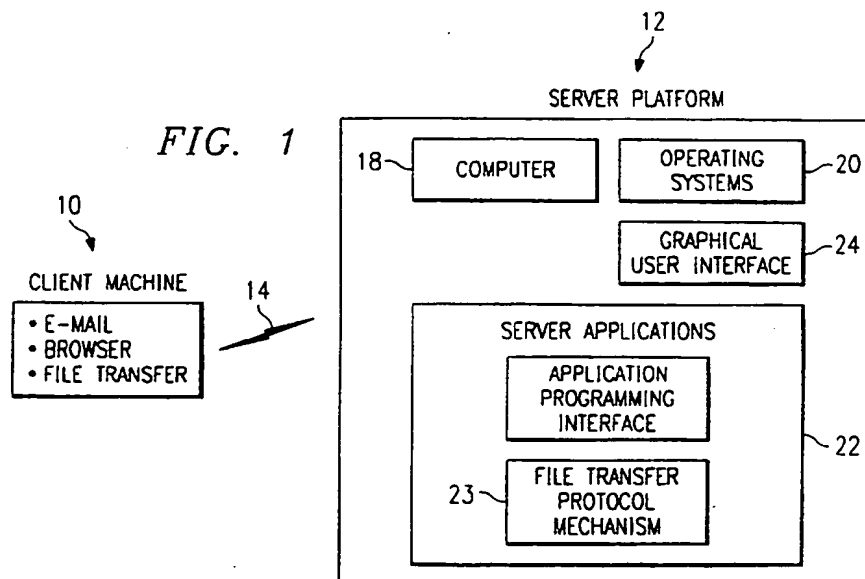 12
SERVER PLATFORM
FIG. 1
18
COMPUTER
OPERATING
SYSTEMS
20
10
GRAPHICAL
USER INTERFACE
24
CLIENT MACHINE
• E-MAIL
• BROWSER
• FILE TRANSFER
14
SERVER APPLICATIONS
APPLICATION
PROGRAMMING
INTERFACE
22
23
FILE TRANSFER
PROTOCOL
MECHANISM